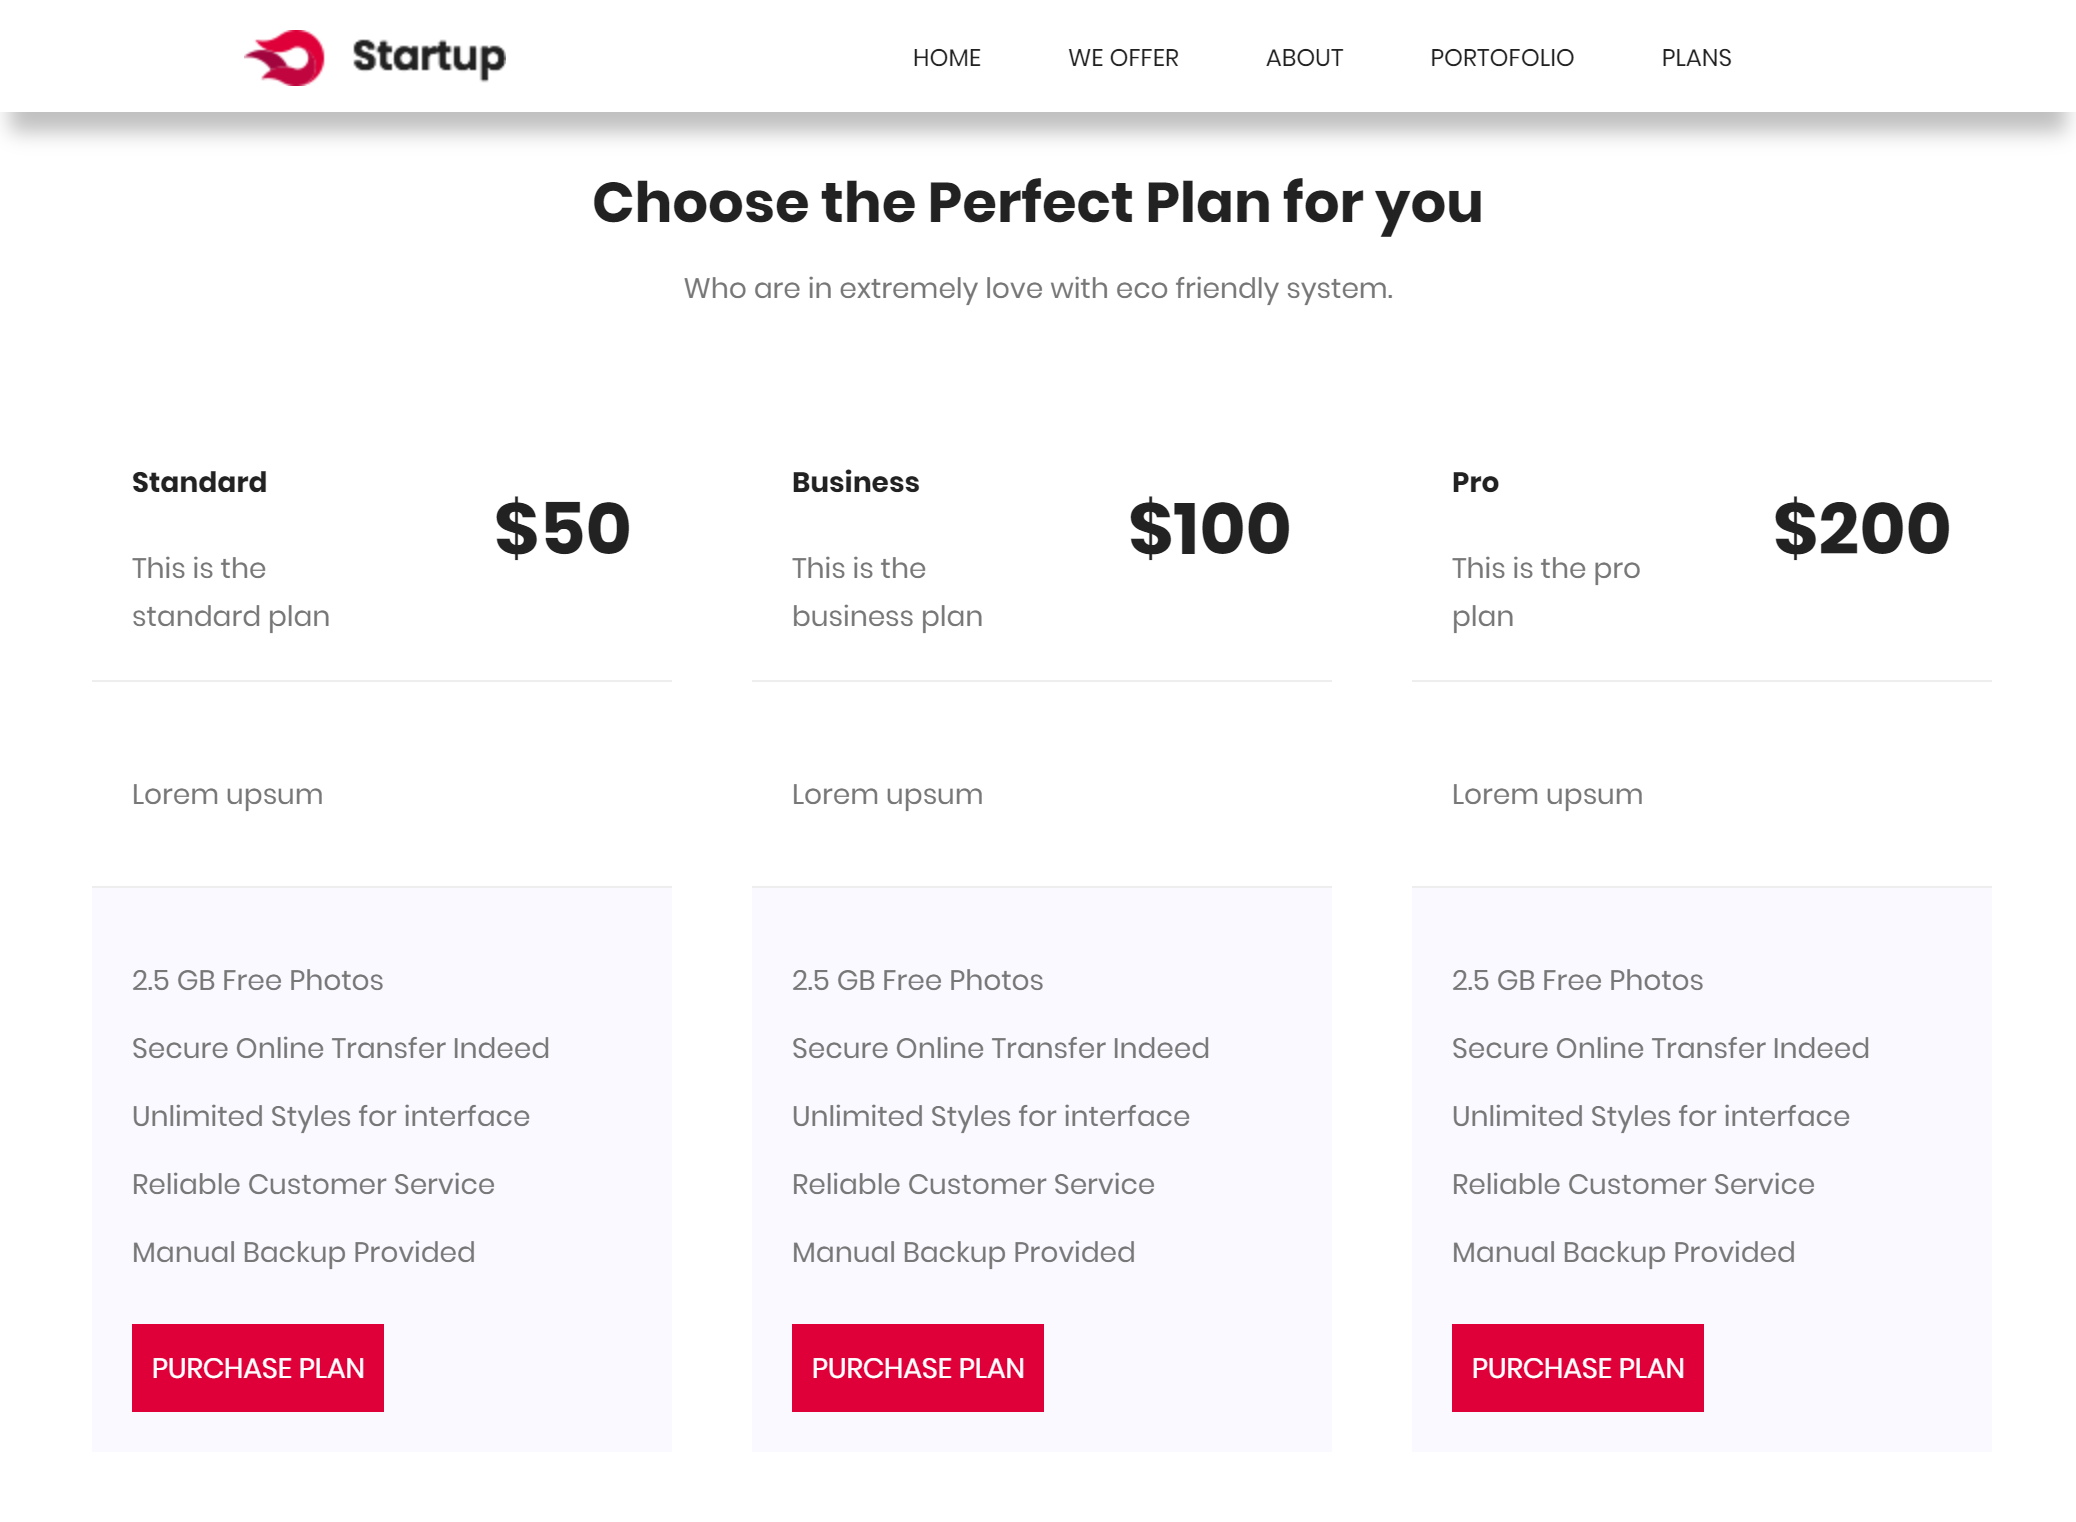 Startup
HOME
WE OFFER
ABOUT
PORTOFOLIO
PLANS
Choose the Perfect Plan for you
Who are in extremely love with eco friendly system.
Standard
$50
This is the
standard plan
Lorem upsum
2.5 GB Free Photos
Secure Online Transfer Indeed
Unlimited Styles for interface
Reliable Customer Service
Manual Backup Provided
PURCHASE PLAN
Business
$100
This is the
business plan
Lorem upsum
2.5 GB Free Photos
Secure Online Transfer Indeed
Unlimited Styles for interface
Reliable Customer Service
Manual Backup Provided
PURCHASE PLAN
Pro
$200
This is the pro
plan
Lorem upsum
2.5 GB Free Photos
Secure Online Transfer Indeed
Unlimited Styles for interface
Reliable Customer Service
Manual Backup Provided
PURCHASE PLAN